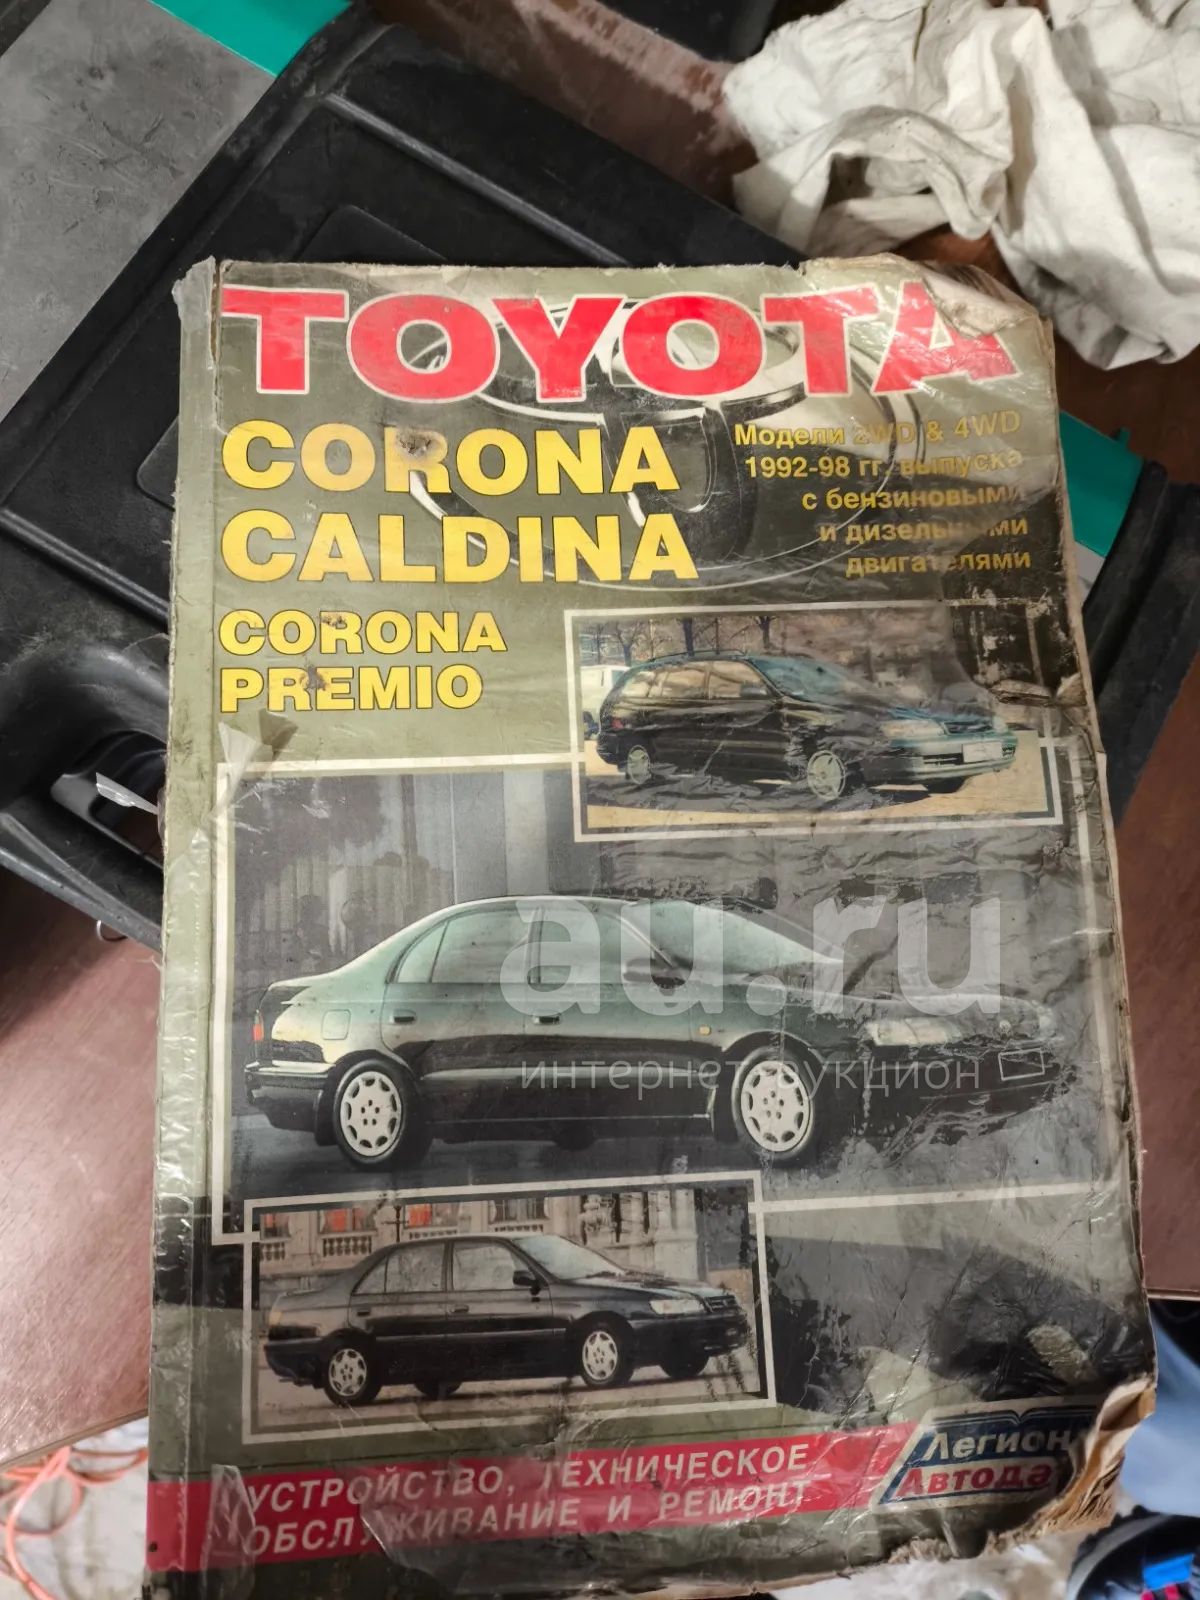 TOYOTA
CORONA
CALDINA
CORONA
PREMIO
Модели 2WD & 4WD
1992-98 гг. выпуска
с бензиновыми
и дизельными
двигателями
au.ru
интернет аукцион
УСТРОЙСТВО, ТЕХНИЧЕСКОЕ
ОБСЛУЖИВАНИЕ И РЕМОНТ
Легион
Автодата